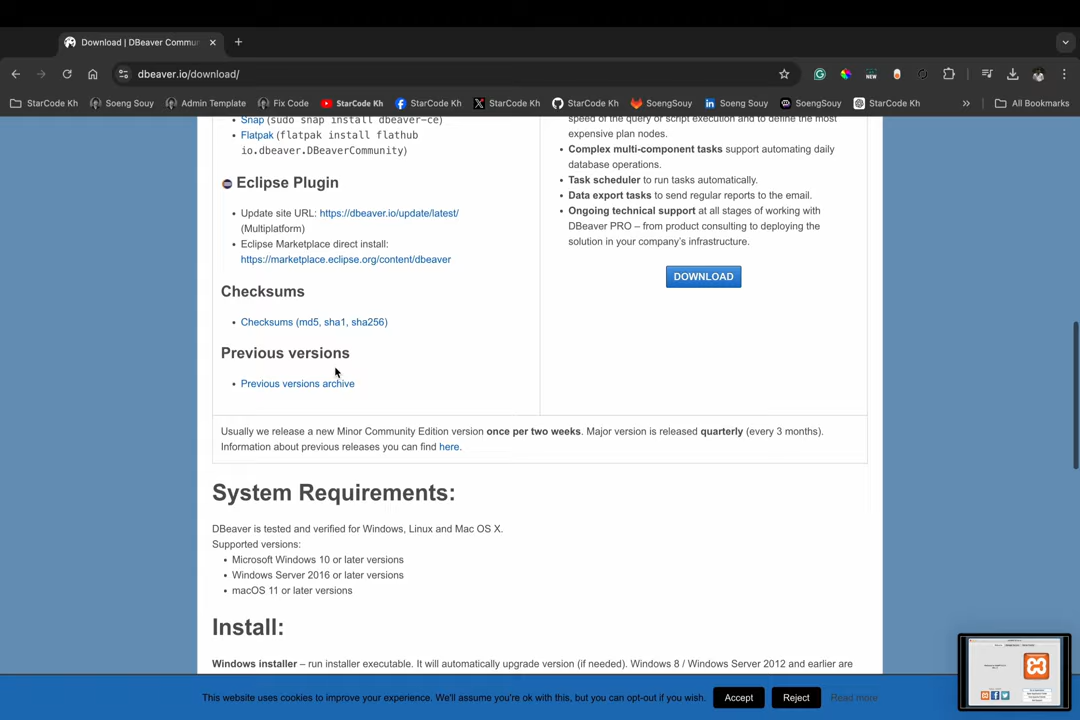 Download | DBeaver Commu
dbeaver.io/download/
NEW
StarCode Kh
Soeng Souy
Admin Template
Fix Code
StarCode Kh
StarCode Kh
StarCode Kh
StarCode Kh
SoengSouy
Soeng Souy
SoengSouy
StarCode Kh
»
All Bookmarks
Snap (sudo snap install dbeaver-ce)
Flatpak (flatpak install flathub
io.dbeaver.DBeaverCommunity)
Eclipse Plugin
• Update site URL: https://dbeaver.io/update/latest/
(Multiplatform)
• Eclipse Marketplace direct install:
https://marketplace.eclipse.org/content/dbeaver
Checksums
• Checksums (md5, sha1, sha256)
Previous versions
• Previous versions archive
speed of the query or script execution and to define the most
expensive plan nodes.
• Complex multi-component tasks support automating daily
database operations.
• Task scheduler to run tasks automatically.
• Data export tasks to send regular reports to the email.
• Ongoing technical support at all stages of working with
DBeaver PRO – from product consulting to deploying the
solution in your company's infrastructure.
DOWNLOAD
Usually we release a new Minor Community Edition version once per two weeks. Major version is released quarterly (every 3 months).
Information about previous releases you can find here.
System Requirements:
DBeaver is tested and verified for Windows, Linux and Mac OS X.
Supported versions:
• Microsoft Windows 10 or later versions
• Windows Server 2016 or later versions
• macOS 11 or later versions
Install:
Windows installer – run installer executable. It will automatically upgrade version (if needed). Windows 8 / Windows Server 2012 and earlier are
This website uses cookies to improve your experience. We'll assume you're ok with this, but you can opt-out if you wish.
Accept
Reject
Read more